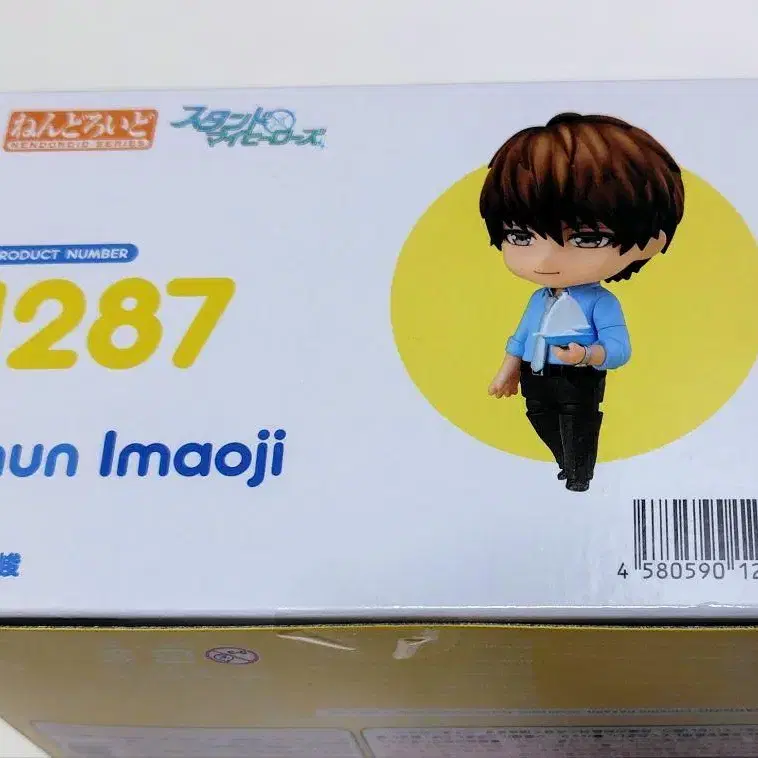 ねんどろいど
NENDOROID SERIES
スタンド
マイヒーローズ
PRODUCT NUMBER
1287
hun Imaoji
峻
4 580590 12